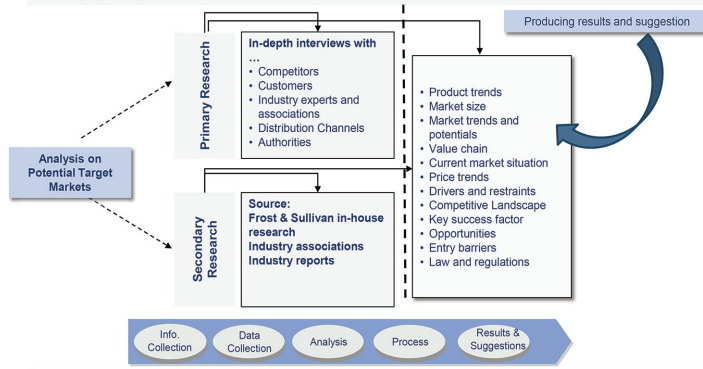 Producing results and suggestion
Analysis on
Potential Target
Markets
Primary Research
In-depth interviews with
…
• Competitors
• Customers
• Industry experts and
associations
• Distribution Channels
• Authorities
Secondary
Research
Source:
Frost & Sullivan in-house
research
Industry associations
Industry reports
• Product trends
• Market size
• Market trends and
potentials
• Value chain
• Current market situation
• Price trends
• Drivers and restraints
• Competitive Landscape
• Key success factor
• Opportunities
• Entry barriers
• Law and regulations
Info.
Collection
Data
Collection
Analysis
Process
Results &
Suggestions